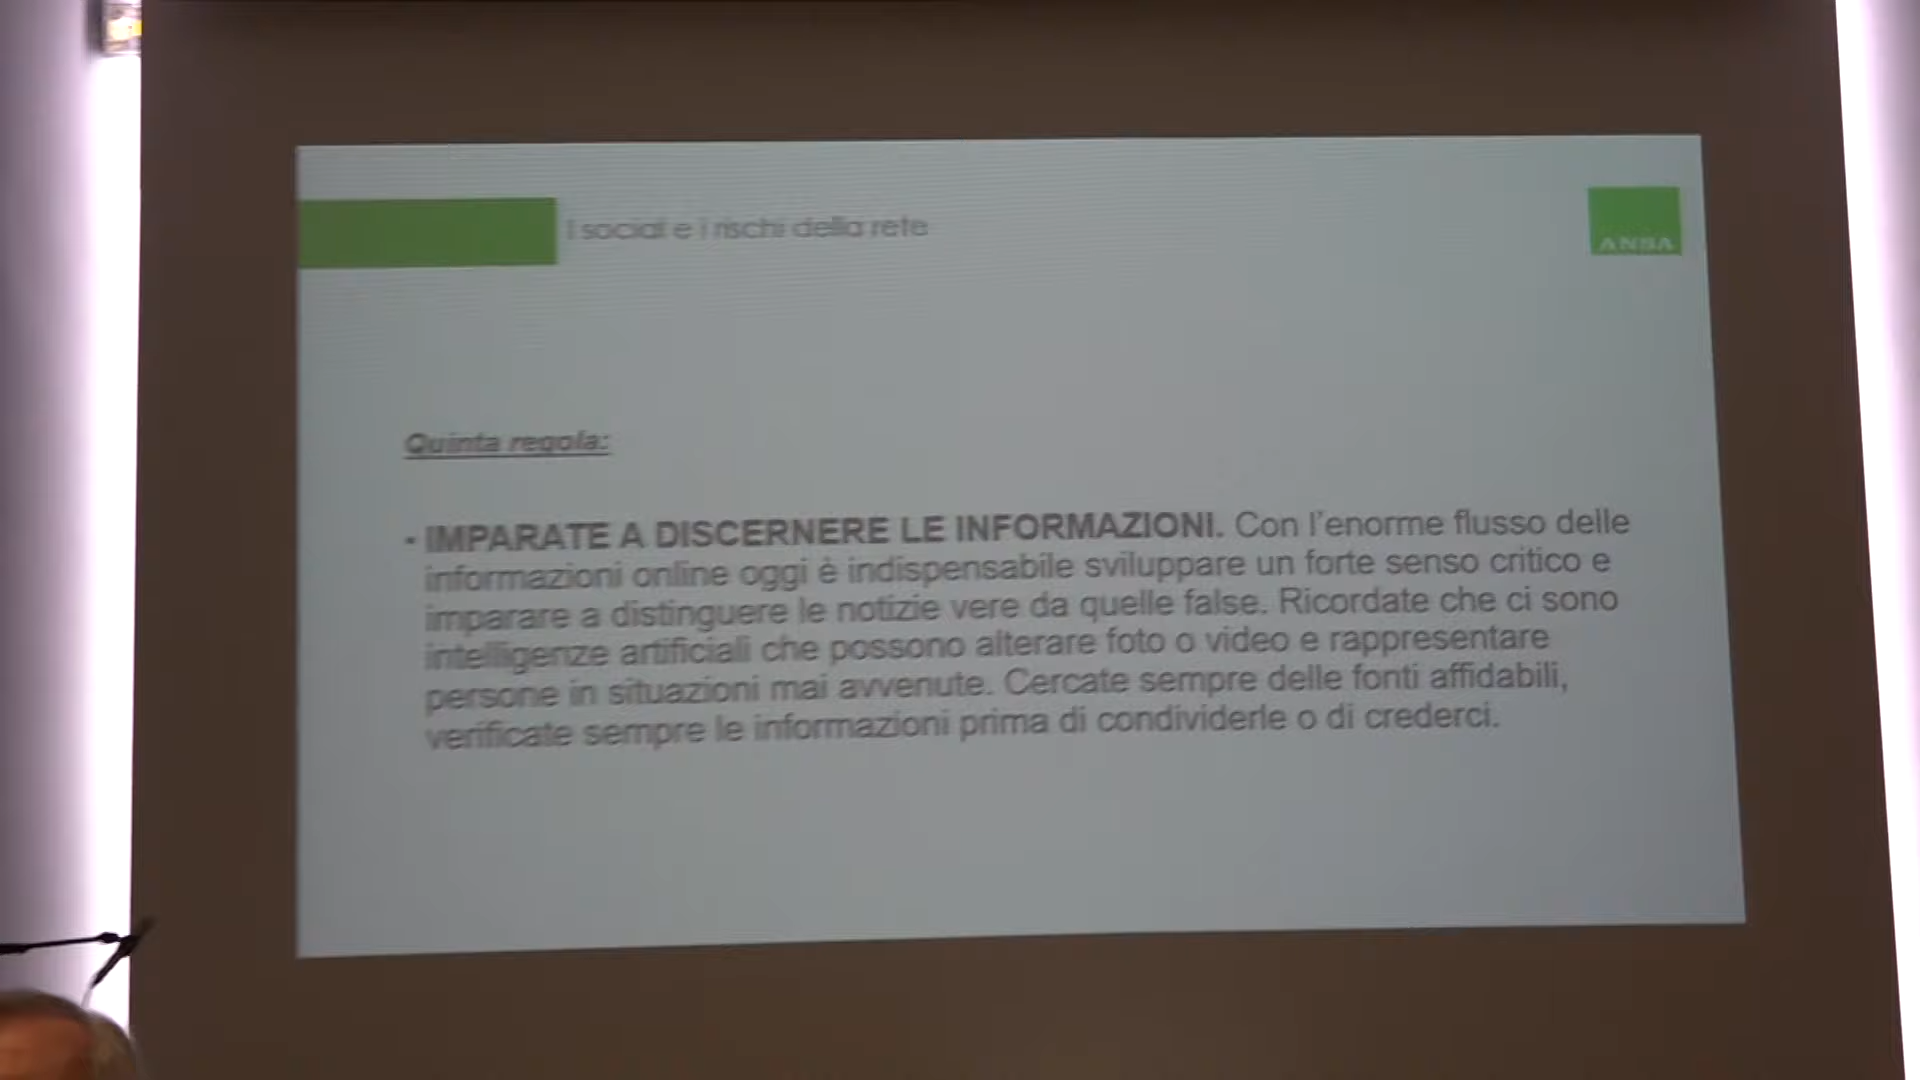 I social e i rischi della rete
ANSA
Quinta regola:
• IMPARATE A DISCERNERE LE INFORMAZIONI. Con l'enorme flusso delle
informazioni online oggi è indispensabile sviluppare un forte senso critico e
imparare a distinguere le notizie vere da quelle false. Ricordate che ci sono
intelligenze artificiali che possono alterare foto o video e rappresentare
persone in situazioni mai avvenute. Cercate sempre delle fonti affidabili,
verificate sempre le informazioni prima di condividerle o di crederci.